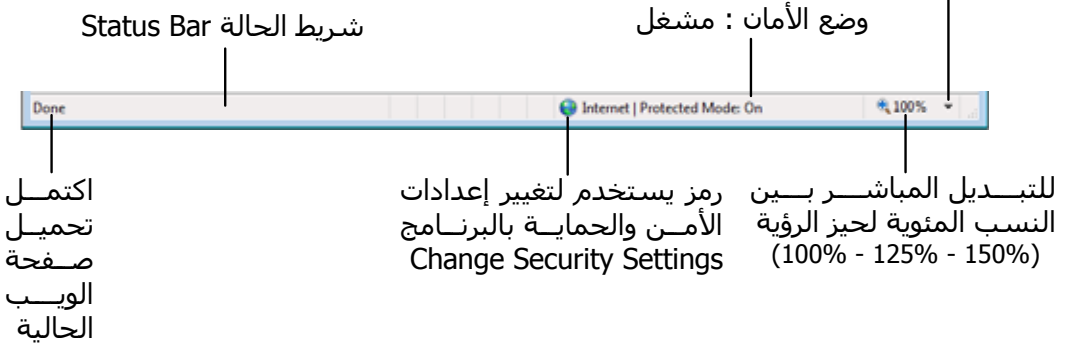 شريط الحالة Status Bar
وضع الأمان : مشغل
Done
Internet | Protected Mode: On
100%
للتبديل المباشر بين
النسب المئوية لحيز الرؤية
(100% - 125% - 150%)
رمز يستخدم لتغيير إعدادات
الأمن والحماية بالبرنامج
Change Security Settings
اكتمل
تحميل
صفحة
الويب
الحالية